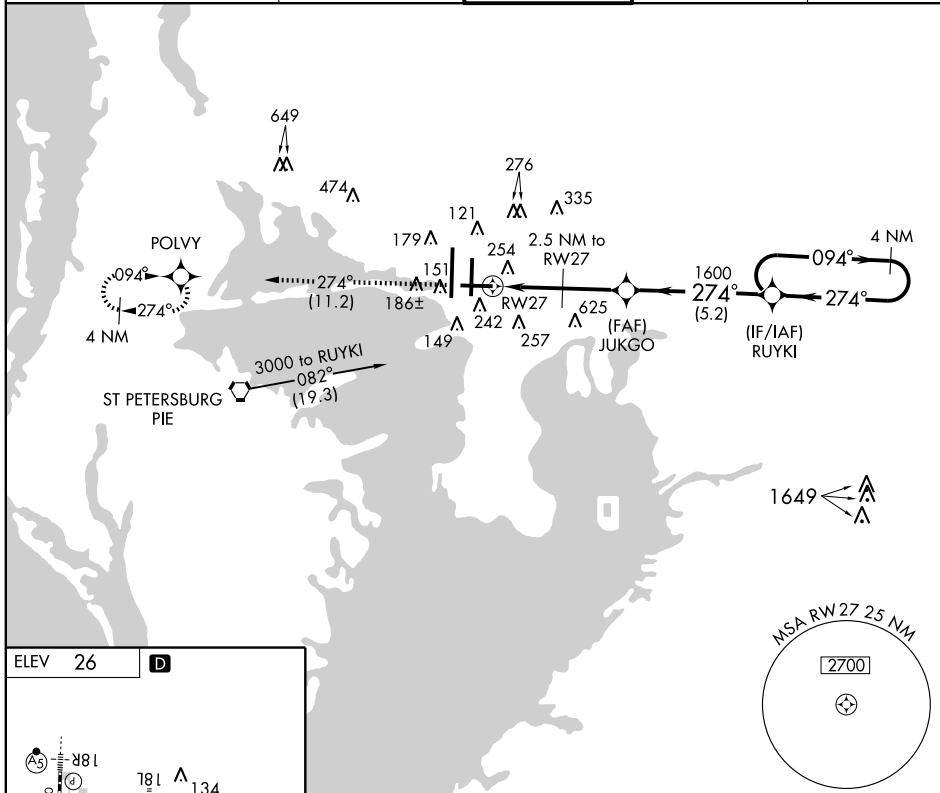 649
474
276
335
121
179
254
2.5 NM to
RW27
4 NM
POLVY
094°
274°
4 NM
274°
(11.2)
151
186±
149
242
RW27
257
625
(FAF)
JUKGO
1600
274°
(5.2)
094°
274°
(IF/IAF)
RUYKI
3000 to RUYKI
082°
(19.3)
ST PETERSBURG
PIE
1649
MSA RW27 25 NM
2700
ELEV 26
D
A5
18R
P
18L
134